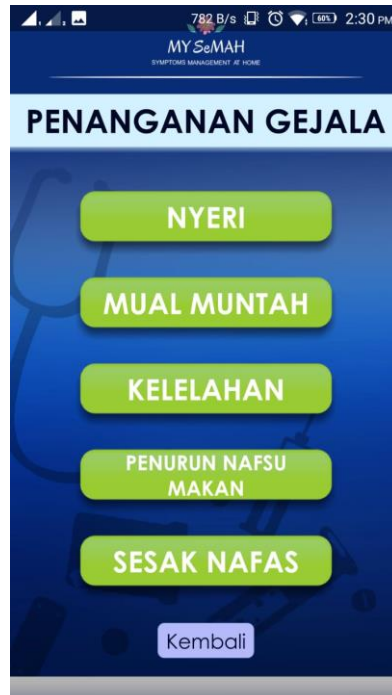 782 B/s 60% 2:30 PM
MY SeMAH
SYMPTOMS MANAGEMENT AT HOME
PENANGANAN GEJALA
NYERI
MUAL MUNTAH
KELELAHAN
PENURUN NAFSU
MAKAN
SESAK NAFAS
Kembali